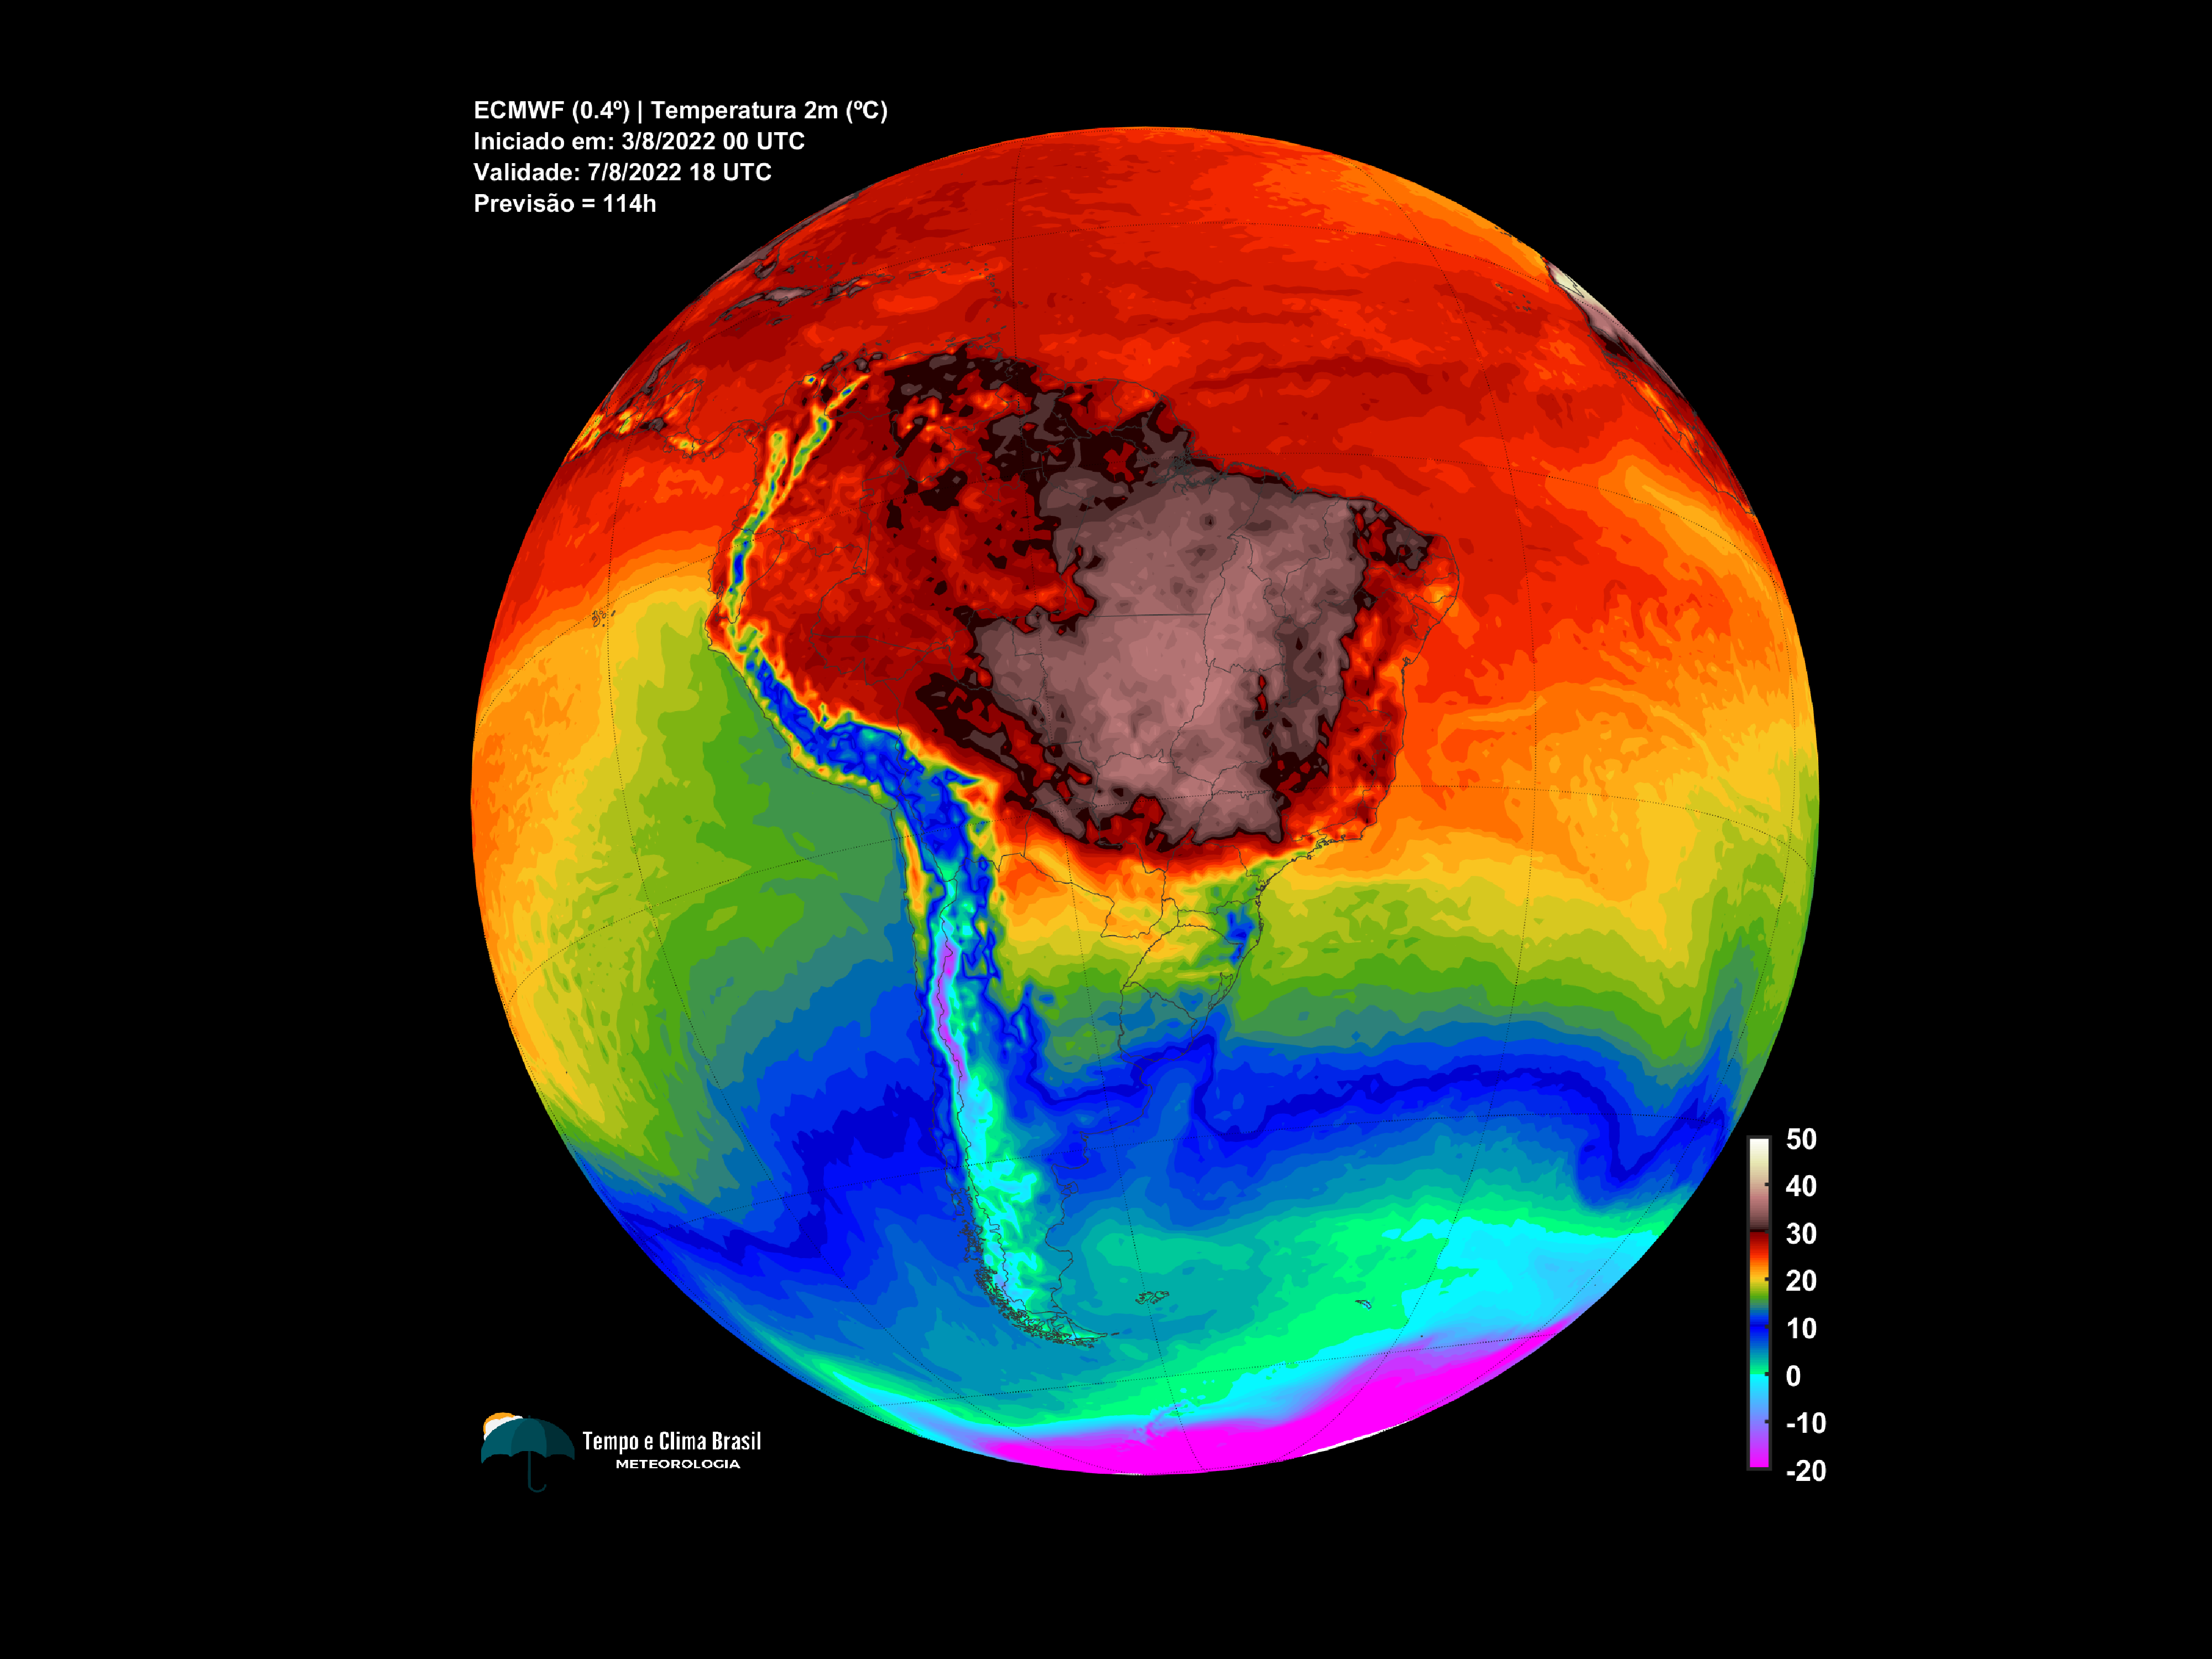 ECMWF (0.4º) | Temperatura 2m (ºC)
Iniciado em: 3/8/2022 00 UTC
Validade: 7/8/2022 18 UTC
Previsão = 114h
50
40
30
20
10
0
-10
-20
Tempo e Clima Brasil
METEOROLOGIA